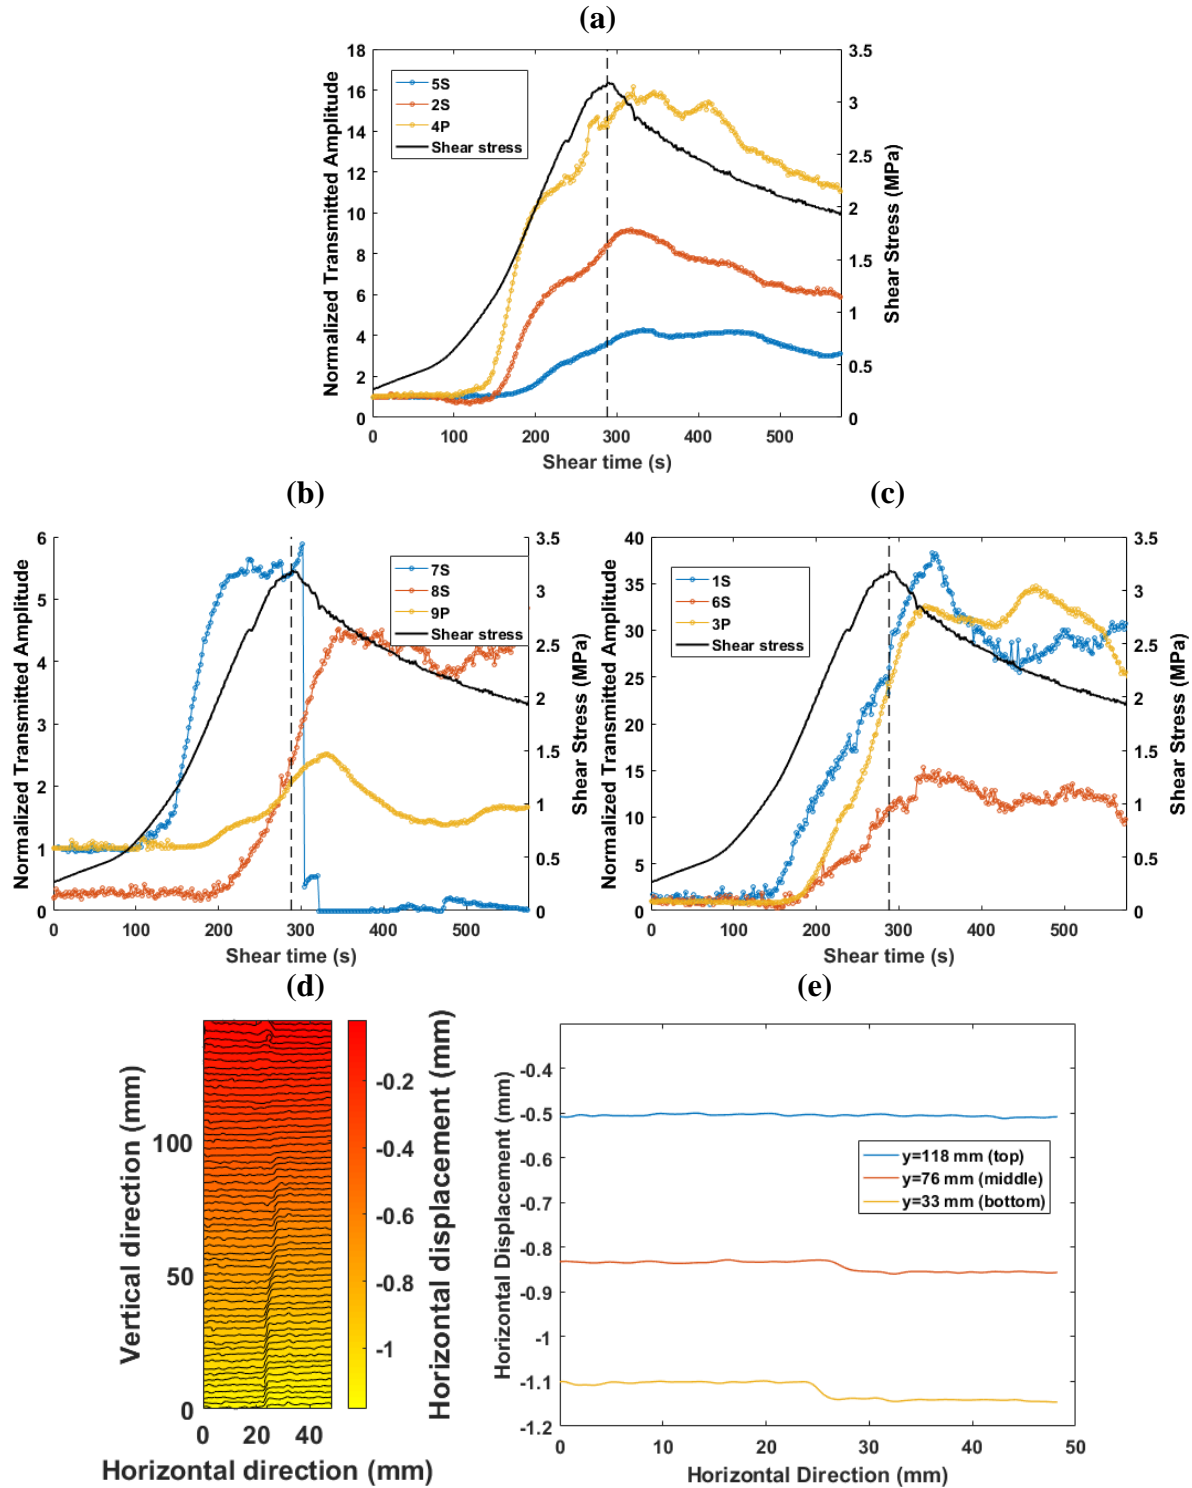 (a)
18
16
14
12
10
8
6
4
2
0
Normalized Transmitted Amplitude
5S
2S
4P
Shear stress
3.5
3
2.5
2
1.5
1
0.5
0
Shear Stress (MPa)
0 100 200 300 400 500
Shear time (s)
(b)
6
5
4
3
2
1
0
Normalized Transmitted Amplitude
7S
8S
9P
Shear stress
3.5
3
2.5
2
1.5
1
0.5
0
Shear Stress (MPa)
0 100 200 300 400 500
Shear time (s)
(c)
40
35
30
25
20
15
10
5
0
Normalized Transmitted Amplitude
1S
6S
3P
Shear stress
3.5
3
2.5
2
1.5
1
0.5
0
Shear Stress (MPa)
0 100 200 300 400 500
Shear time (s)
(d)
100
50
0
Vertical direction (mm)
0 20 40
Horizontal direction (mm)
-0.2
-0.4
-0.6
-0.8
-1
Horizontal displacement (mm)
(e)
-0.4
-0.5
-0.6
-0.7
-0.8
-0.9
-1
-1.1
-1.2
Horizontal Displacement (mm)
y=118 mm (top)
y=76 mm (middle)
y=33 mm (bottom)
0 10 20 30 40 50
Horizontal Direction (mm)